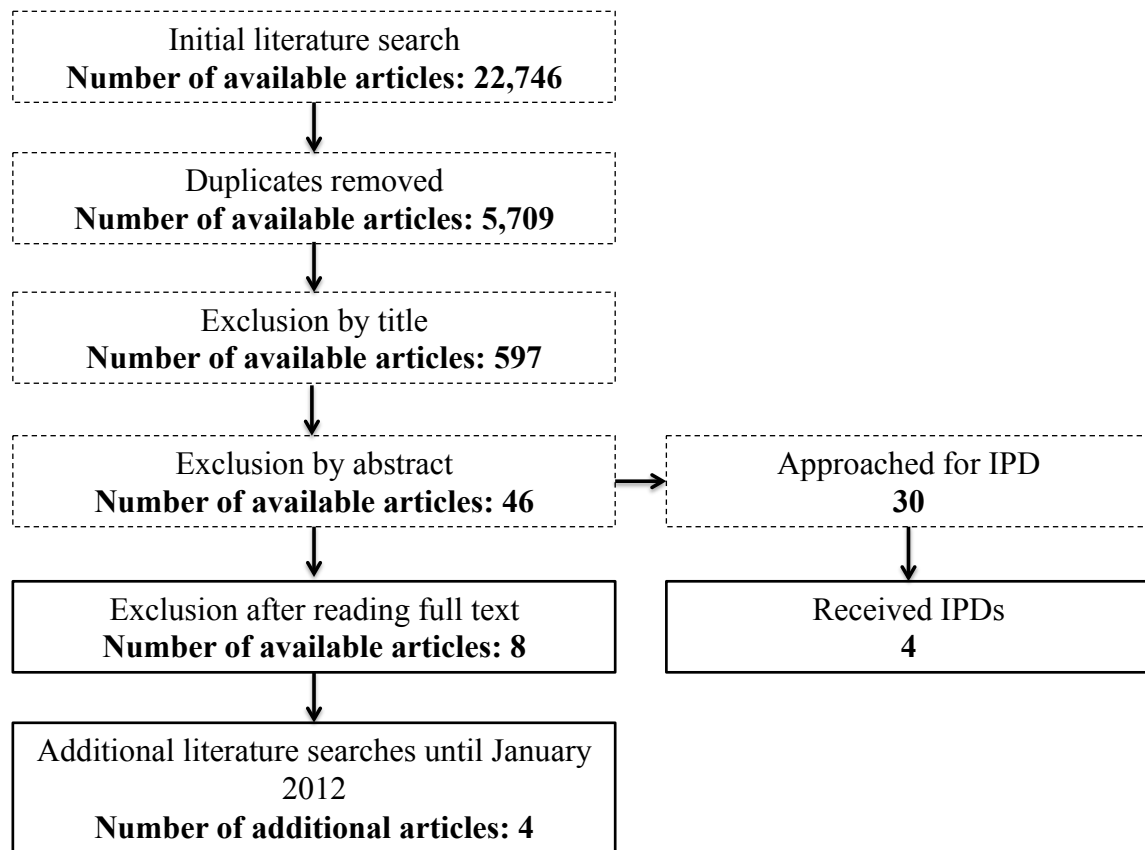 Initial literature search
Number of available articles: 22,746
Duplicates removed
Number of available articles: 5,709
Exclusion by title
Number of available articles: 597
Exclusion by abstract
Number of available articles: 46
Approached for IPD
30
Exclusion after reading full text
Number of available articles: 8
Received IPDs
4
Additional literature searches until January
2012
Number of additional articles: 4